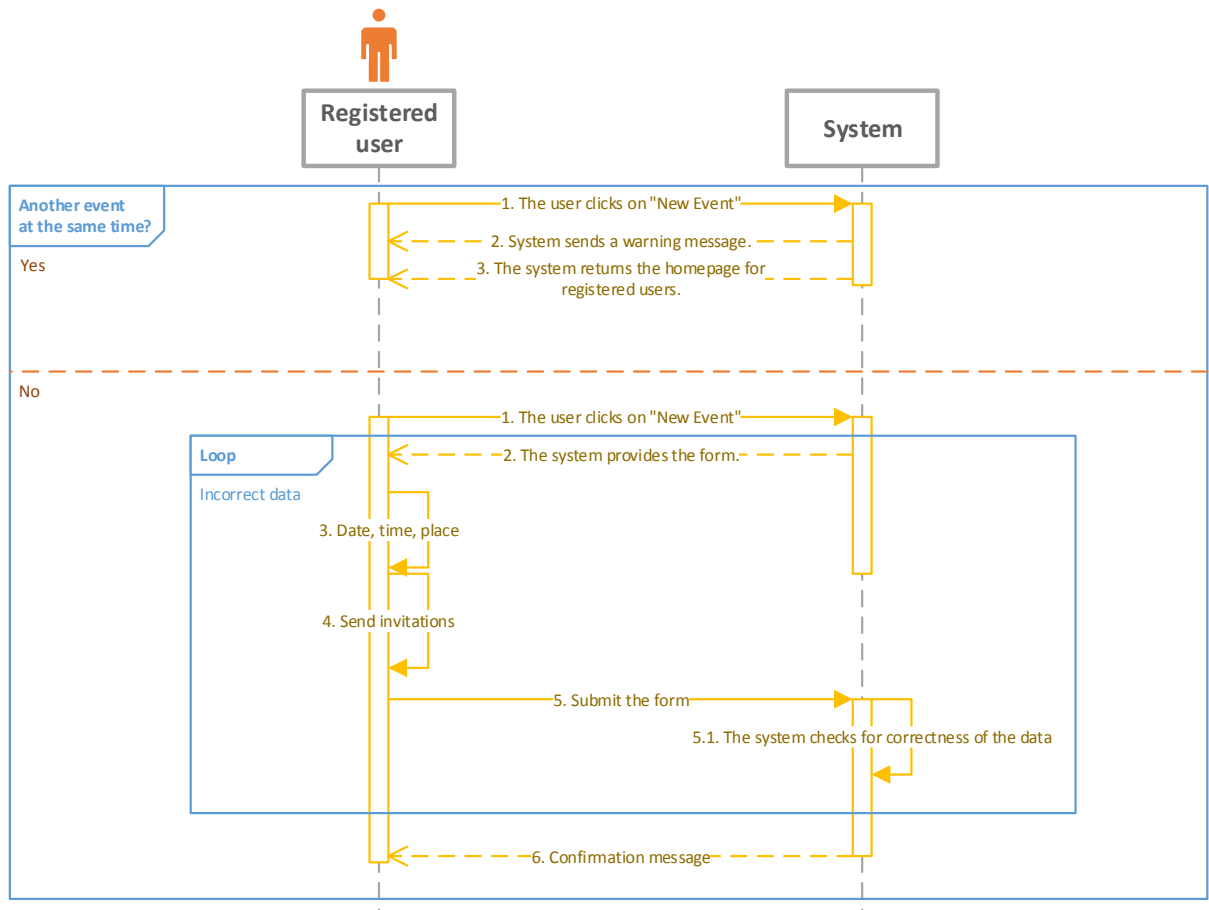 Registered
user
System
Another event
at the same time?
1. The user clicks on "New Event"
2. System sends a warning message.
Yes
3. The system returns the homepage for
registered users.
No
1. The user clicks on "New Event"
Loop
2. The system provides the form.
Incorrect data
3. Date, time, place
4. Send invitations
5. Submit the form
5.1. The system checks for correctness of the data
6. Confirmation message